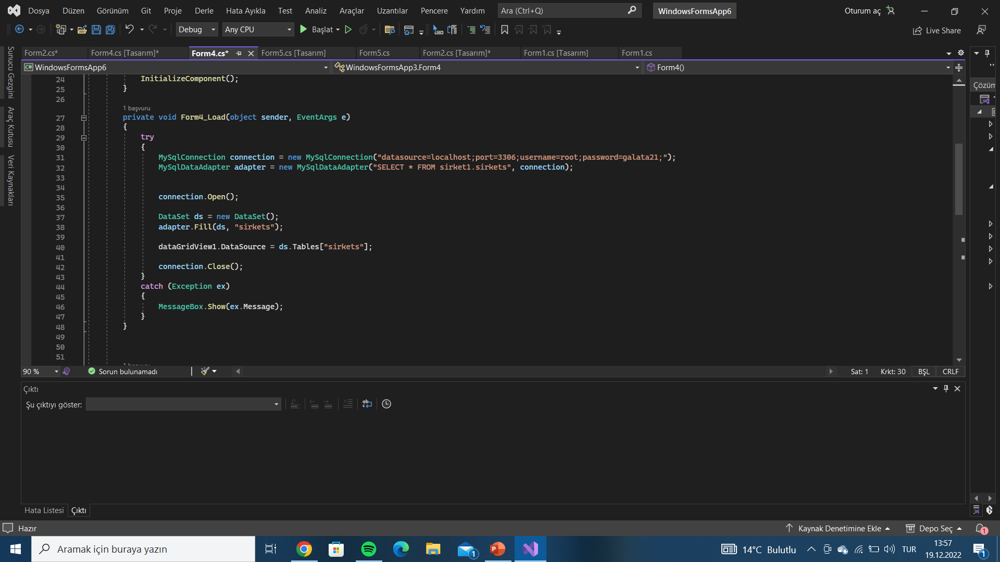 Dosya Düzen Görünüm Git Proje Derle Hata Ayıkla Test Analiz Araçlar Uzantılar Pencere Yardım Ara (Ctrl+Q) WindowsFormsApp6 Oturum aç
Debug Any CPU Başlat Live Share
Sunucu Gezgini
Araç Kutusu
Veri Kaynakları
Form2.cs* Form4.cs [Tasarım]* Form4.cs* Form5.cs [Tasarım] Form5.cs Form2.cs [Tasarım]* Form1.cs [Tasarım] Form1.cs
C# WindowsFormsApp6 WindowsFormsApp3.Form4 Form4()
Çözüm
24 InitializeComponent();
25 }
26
1 başvuru
27 private void Form4_Load(object sender, EventArgs e)
28 {
29 try
30 {
31 MySqlConnection connection = new MySqlConnection("datasource=localhost;port=3306;username=root;password=galata21;");
32 MySqlDataAdapter adapter = new MySqlDataAdapter("SELECT * FROM sirket1.sirkets", connection);
33
34
35 connection.Open();
36
37 DataSet ds = new DataSet();
38 adapter.Fill(ds, "sirkets");
39
40 dataGridView1.DataSource = ds.Tables["sirkets"];
41
42 connection.Close();
43 }
44 catch (Exception ex)
45 {
46 MessageBox.Show(ex.Message);
47 }
48 }
49
50
51
90 % Sorun bulunamadı Sat: 1 Krkt: 30 BŞL CRLF
Çıktı
Şu çıktıyı göster:
Hata Listesi Çıktı
Hazır Kaynak Denetimine Ekle Depo Seç 1
Aramak için buraya yazın 1 14°C Bulutlu TUR 13:57
19.12.2022 1